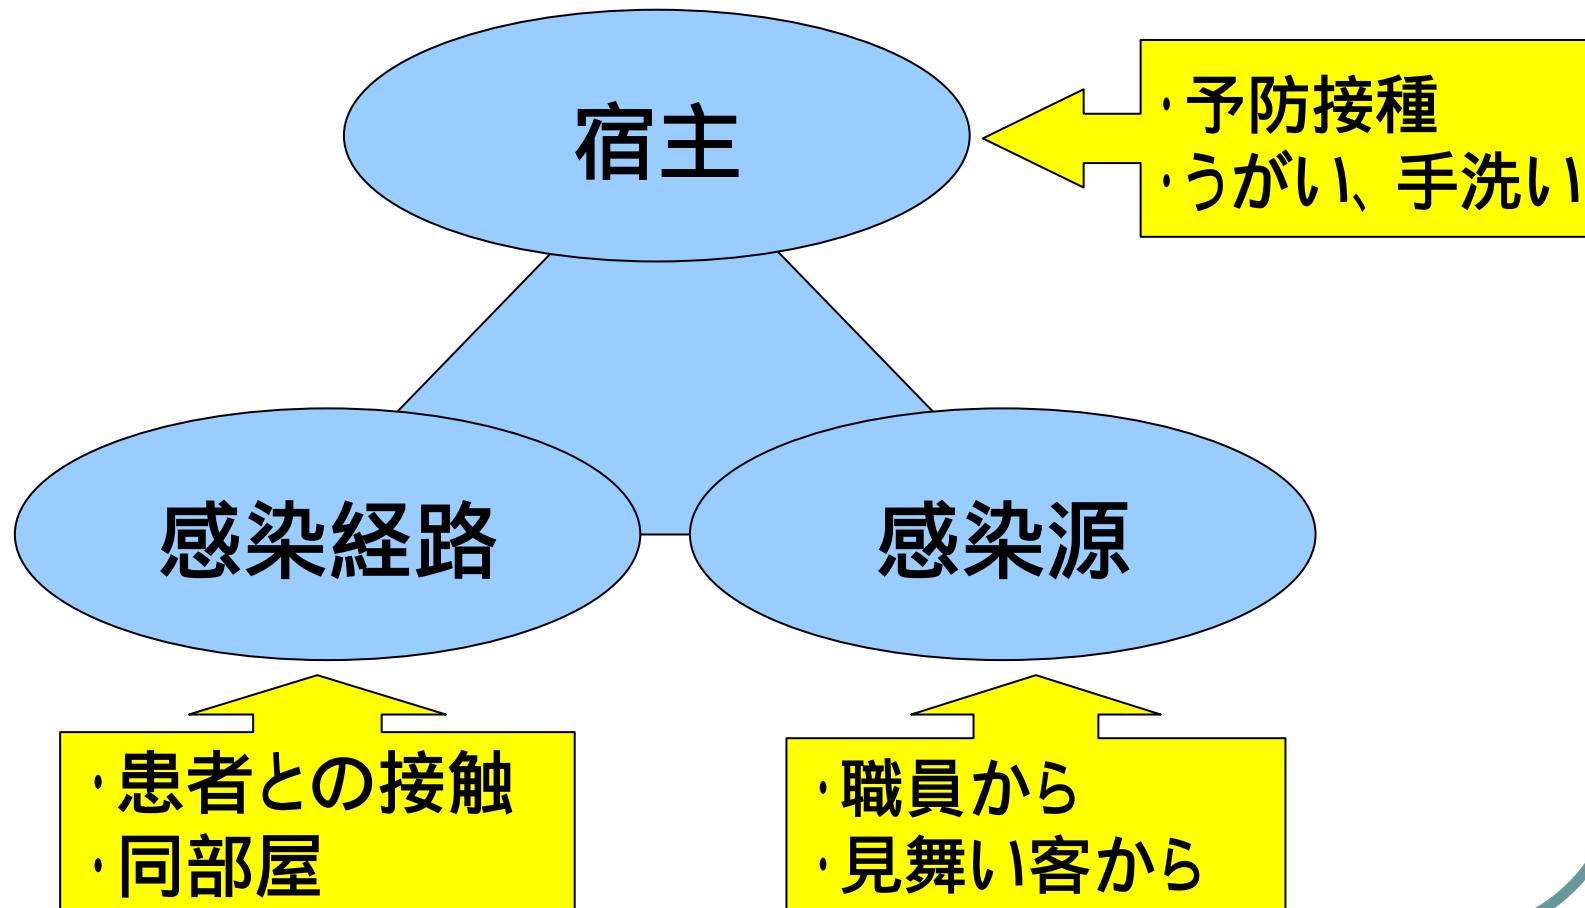 宿主
・予防接種
・うがい、手洗い
感染経路
感染源
・患者との接触
・同部屋
・職員から
・見舞い客から